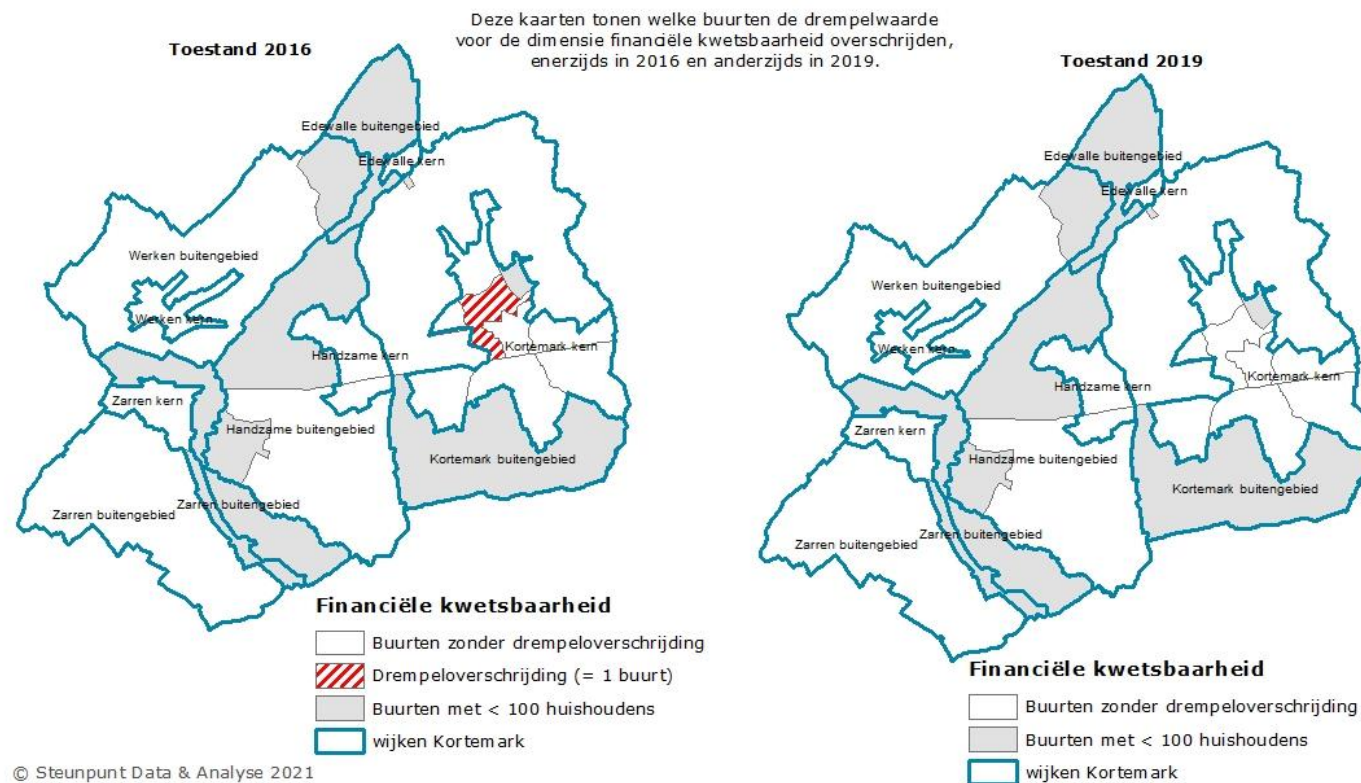 Deze kaarten tonen welke buurten de drempelwaarde
voor de dimensie financiële kwetsbaarheid overschrijden,
enerzijds in 2016 en anderzijds in 2019.
Toestand 2016
Edewalle buitengebied
Edewalle kern
Werken buitengebied
Werken kern
Kortemark kern
Handzame kern
Zarren kern
Handzame buitengebied
Kortemark buitengebied
Zarren buitengebied
Zarren buitengebied
Financiële kwetsbaarheid
Buurten zonder drempeloverschrijding
Drempeloverschrijding (= 1 buurt)
Buurten met < 100 huishoudens
wijken Kortemark
© Steunpunt Data & Analyse 2021
Toestand 2019
Edewalle buitengebied
Edewalle kern
Werken buitengebied
Werken kern
Kortemark kern
Handzame kern
Zarren kern
Handzame buitengebied
Kortemark buitengebied
Zarren buitengebied
Zarren buitengebied
Financiële kwetsbaarheid
Buurten zonder drempeloverschrijding
Buurten met < 100 huishoudens
wijken Kortemark